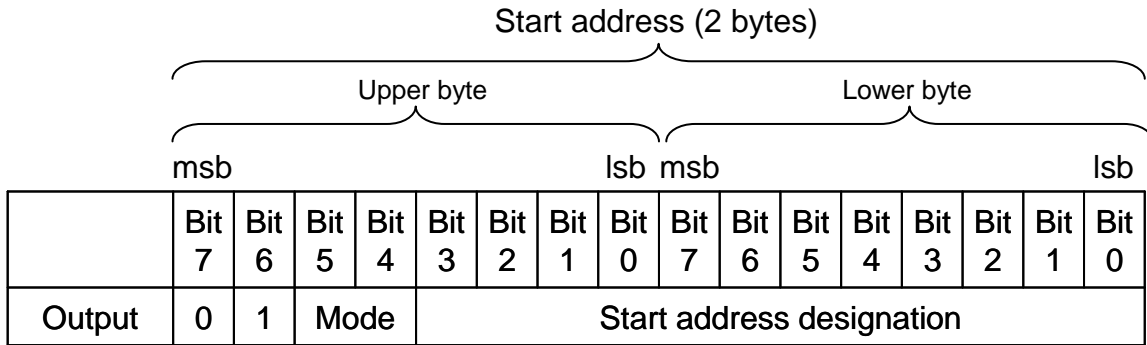 Start address (2 bytes)
Upper byte Lower byte
msb lsb msb lsb
Bit Bit Bit Bit Bit Bit Bit Bit Bit Bit Bit Bit Bit Bit Bit Bit
7 6 5 4 3 2 1 0 7 6 5 4 3 2 1 0
Output 0 1 Mode Start address designation